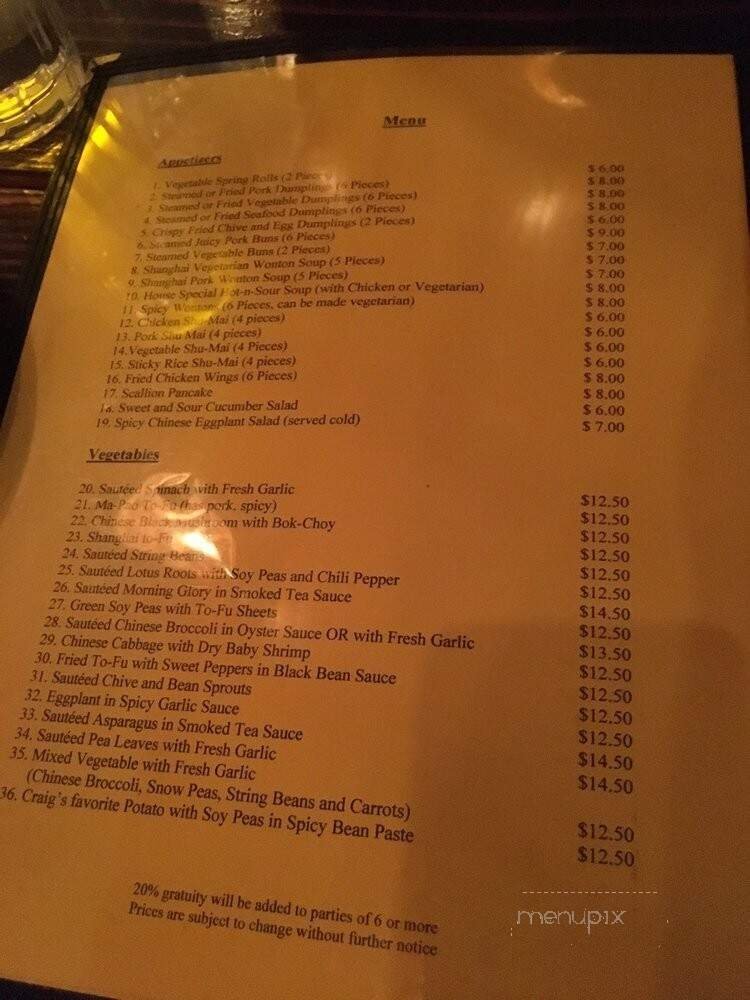 Menu
Appetizers
1. Vegetable Spring Rolls (2 Pieces) $ 6.00
2. Steamed or Fried Pork Dumplings (6 Pieces) $ 8.00
3. Steamed or Fried Vegetable Dumplings (6 Pieces) $ 8.00
4. Steamed or Fried Seafood Dumplings (6 Pieces) $ 8.00
5. Crispy Fried Chive and Egg Dumplings (2 Pieces) $ 6.00
6. Steamed Juicy Pork Buns (6 Pieces) $ 9.00
7. Steamed Vegetable Buns (2 Pieces) $ 7.00
8. Shanghai Vegetarian Wonton Soup (5 Pieces) $ 7.00
9. Shanghai Pork Wonton Soup (5 Pieces) $ 7.00
10. House Special Hot-n-Sour Soup (with Chicken or Vegetarian) $ 8.00
11. Spicy Wontons (6 Pieces, can be made vegetarian) $ 8.00
12. Chicken Shu-Mai (4 pieces) $ 6.00
13. Pork Shu Mai (4 pieces) $ 6.00
14.Vegetable Shu-Mai (4 Pieces) $ 6.00
15. Sticky Rice Shu-Mai (4 pieces) $ 6.00
16. Fried Chicken Wings (6 Pieces) $ 8.00
17. Scallion Pancake $ 8.00
18. Sweet and Sour Cucumber Salad $ 6.00
19. Spicy Chinese Eggplant Salad (served cold) $ 7.00
Vegetables
20. Sautéed Spinach with Fresh Garlic $12.50
21. Ma-Pao To-Fu (has pork, spicy) $12.50
22. Chinese Black Mushroom with Bok-Choy $12.50
23. Shanghai to-Fu $12.50
24. Sautéed String Beans $12.50
25. Sautéed Lotus Roots with Soy Peas and Chili Pepper $12.50
26. Sautéed Morning Glory in Smoked Tea Sauce $14.50
27. Green Soy Peas with To-Fu Sheets $12.50
28. Sautéed Chinese Broccoli in Oyster Sauce OR with Fresh Garlic $13.50
29. Chinese Cabbage with Dry Baby Shrimp $12.50
30. Fried To-Fu with Sweet Peppers in Black Bean Sauce $12.50
31. Sautéed Chive and Bean Sprouts $12.50
32. Eggplant in Spicy Garlic Sauce $12.50
33. Sautéed Asparagus in Smoked Tea Sauce $14.50
34. Sautéed Pea Leaves with Fresh Garlic $14.50
35. Mixed Vegetable with Fresh Garlic
(Chinese Broccoli, Snow Peas, String Beans and Carrots) $12.50
36. Craig's favorite Potato with Soy Peas in Spicy Bean Paste $12.50
20% gratuity will be added to parties of 6 or more
Prices are subject to change without further notice
menupix